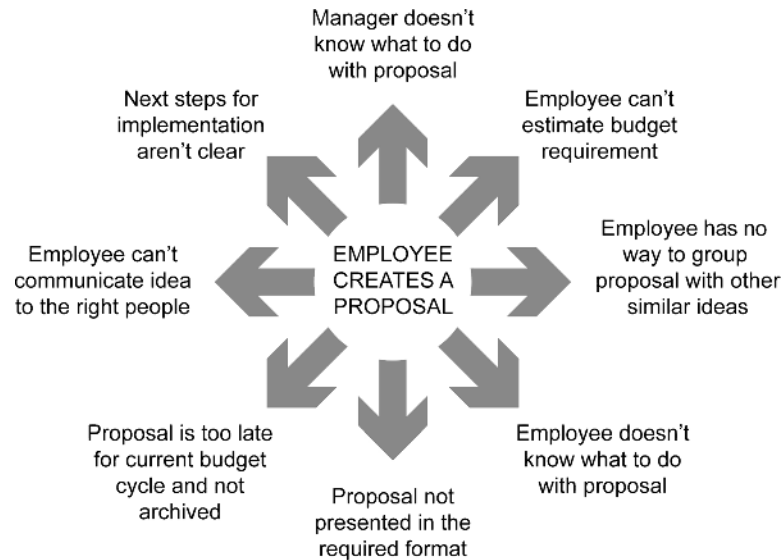 Manager doesn't
know what to do
with proposal
Next steps for
implementation
aren't clear
Employee can't
estimate budget
requirement
Employee can't
communicate idea
to the right people
EMPLOYEE
CREATES A
PROPOSAL
Employee has no
way to group
proposal with other
similar ideas
Proposal is too late
for current budget
cycle and not
archived
Proposal not
presented in the
required format
Employee doesn't
know what to do
with proposal